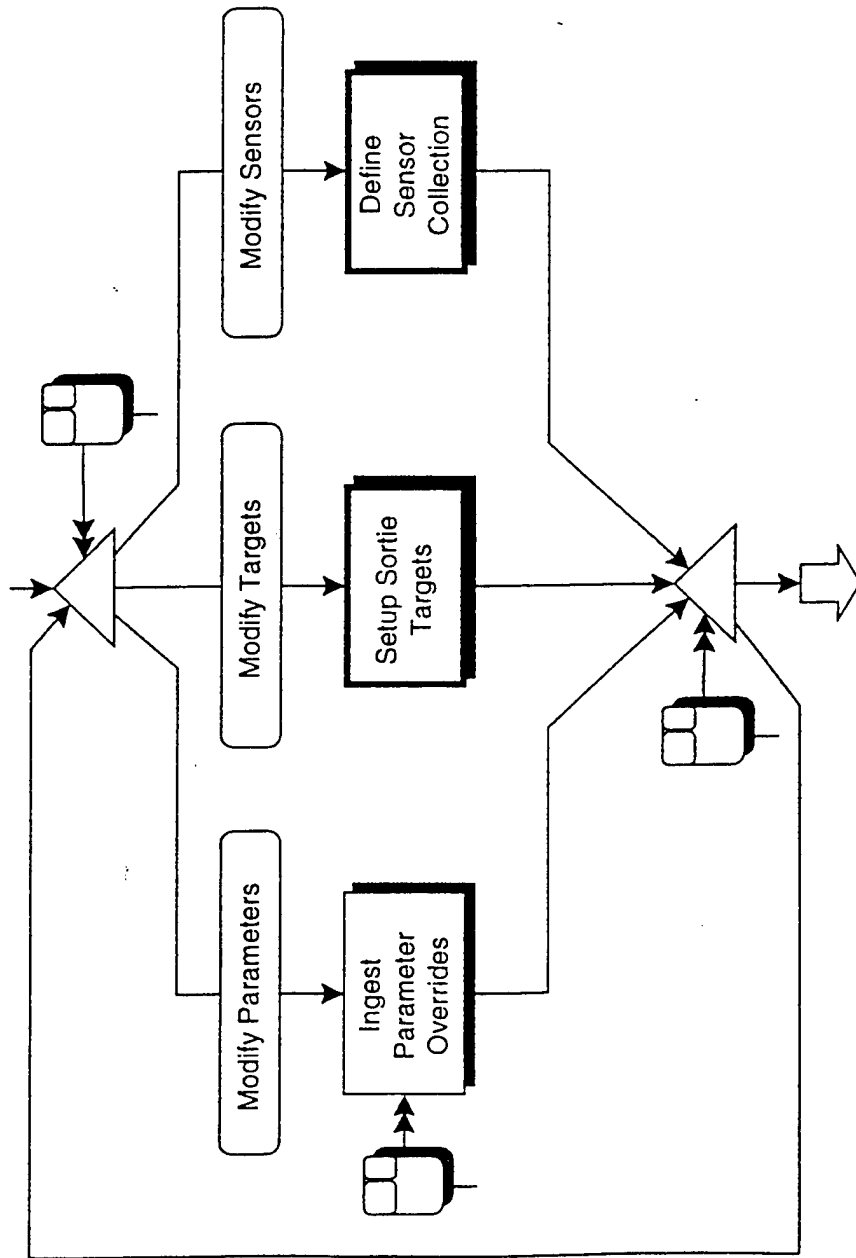 Modify Parameters
Modify Targets
Modify Sensors
Ingest
Parameter
Overrides
Setup Sortie
Targets
Define
Sensor
Collection